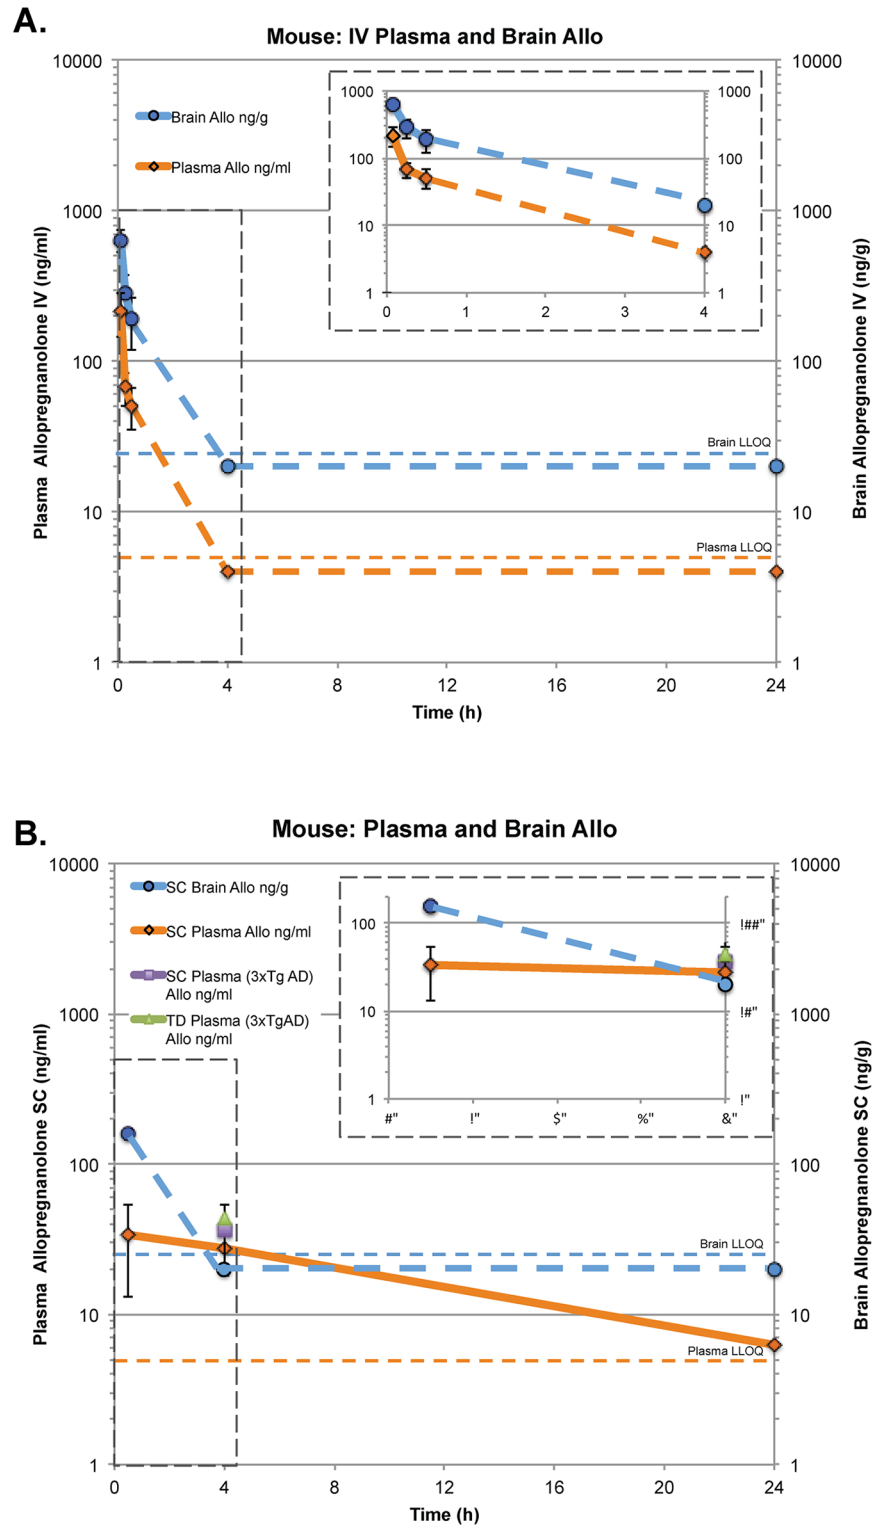 A.
Mouse: IV Plasma and Brain Allo
10000
10000
Brain Allo ng/g
Plasma Allo ng/ml
1000
1000
100
100
10
10
1
1
0
1
2
3
4
1000
1000
100
100
Brain LLOQ
10
10
Plasma LLOQ
1
1
0
4
8
12
16
20
24
Time (h)
Plasma Allopregnanolone IV (ng/ml)
Brain Allopregnanolone IV (ng/g)
B.
Mouse: Plasma and Brain Allo
10000
10000
SC Brain Allo ng/g
SC Plasma Allo ng/ml
SC Plasma (3xTg AD)
Allo ng/ml
TD Plasma (3xTgAD)
Allo ng/ml
100
!##"
10
!#"
1
!"
#"
!"
$"
%"
&"
1000
1000
100
100
Brain LLOQ
10
10
Plasma LLOQ
1
1
0
4
8
12
16
20
24
Time (h)
Plasma Allopregnanolone SC (ng/ml)
Brain Allopregnanolone SC (ng/g)